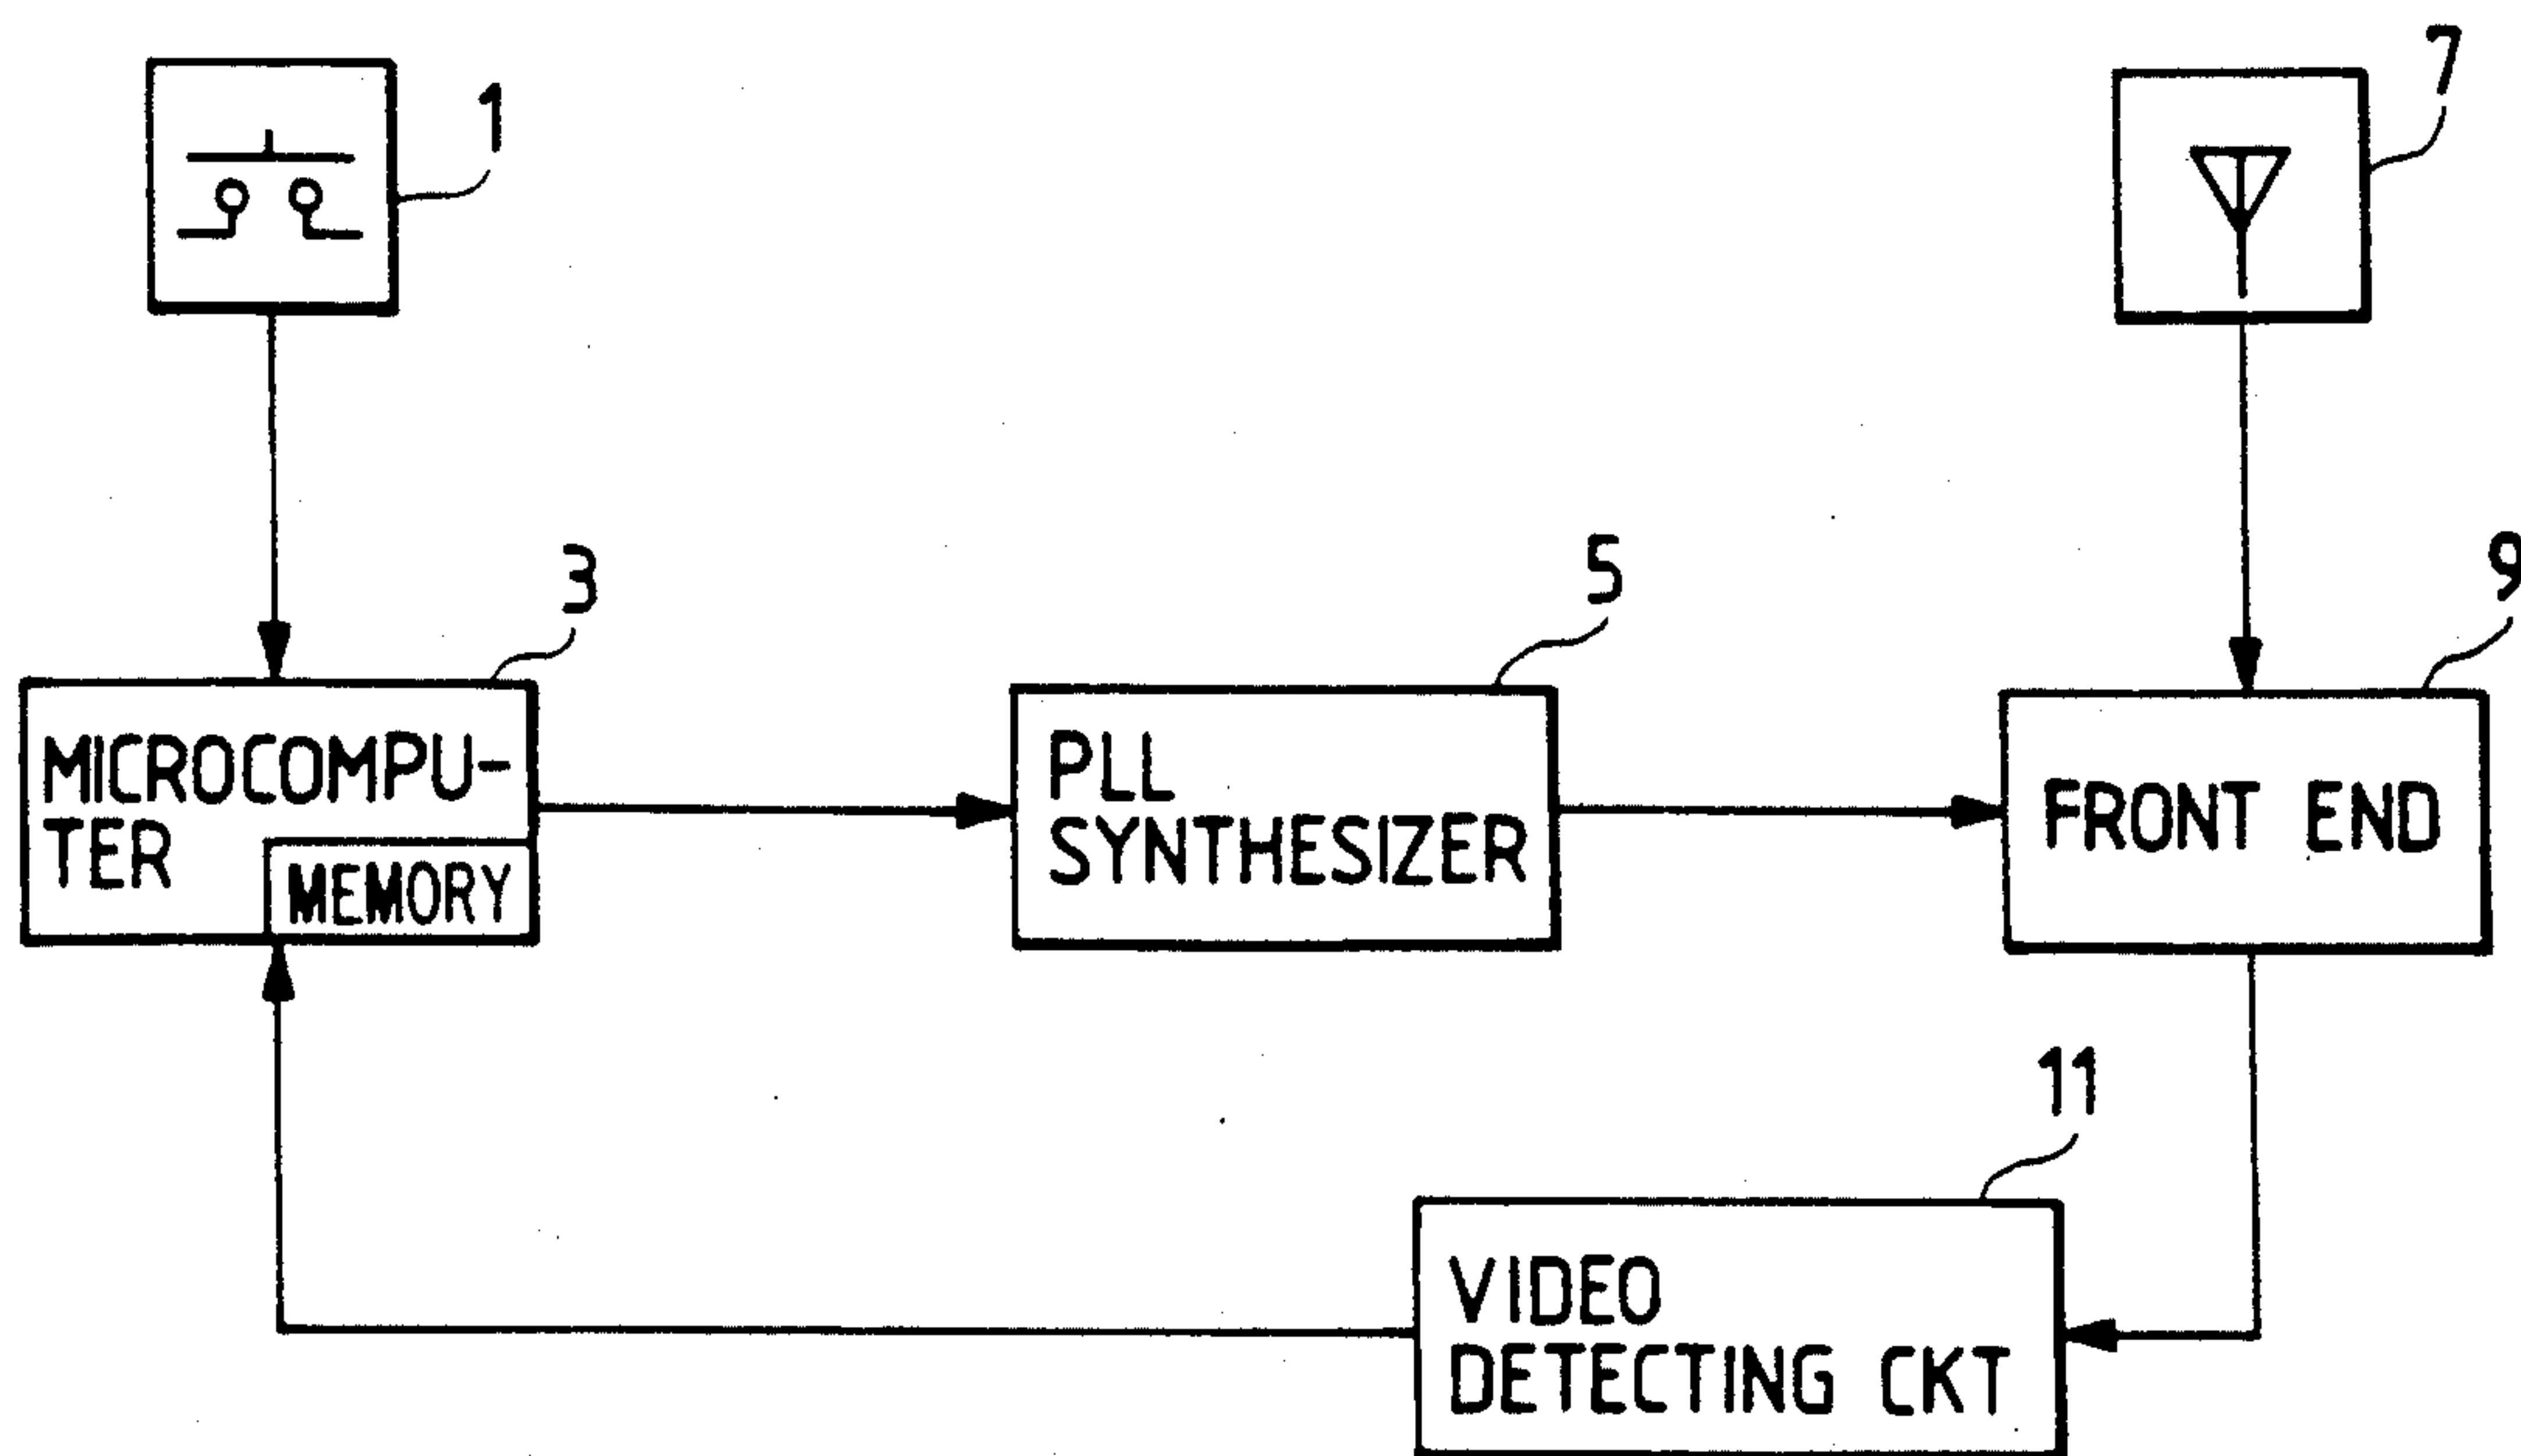 1
7
3
5
9
MICROCOMPU-
TER
MEMORY
PLL
SYNTHESIZER
FRONT END
11
VIDEO
DETECTING CKT